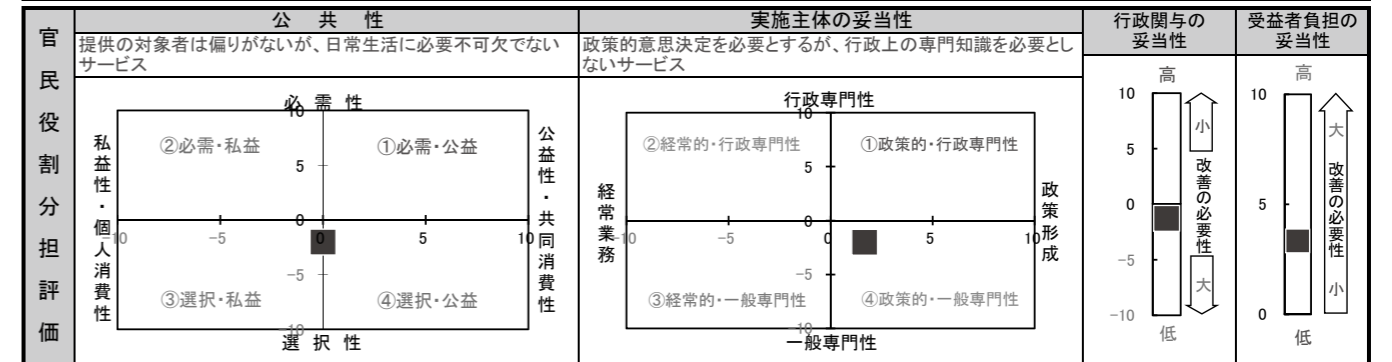 官民役割分担評価
公共性
提供の対象者は偏りがないが、日常生活に必要不可欠でない
サービス
必需性
10
②必需・私益
①必需・公益
5
私益性・個人消費性
公益性・共同消費性
0
-10
-5
0
5
10
-5
③選択・私益
④選択・公益
-10
選択性
実施主体の妥当性
政策的意思決定を必要とするが、行政上の専門知識を必要とし
ないサービス
行政専門性
10
②経常的・行政専門性
①政策的・行政専門性
5
経常業務
政策形成
0
-10
-5
0
5
10
-5
③経常的・一般専門性
④政策的・一般専門性
-10
一般専門性
行政関与の
妥当性
高
10
5
0
-5
-10
小
改善の必要性
大
低
受益者負担の
妥当性
高
10
5
0
大
改善の必要性
小
低